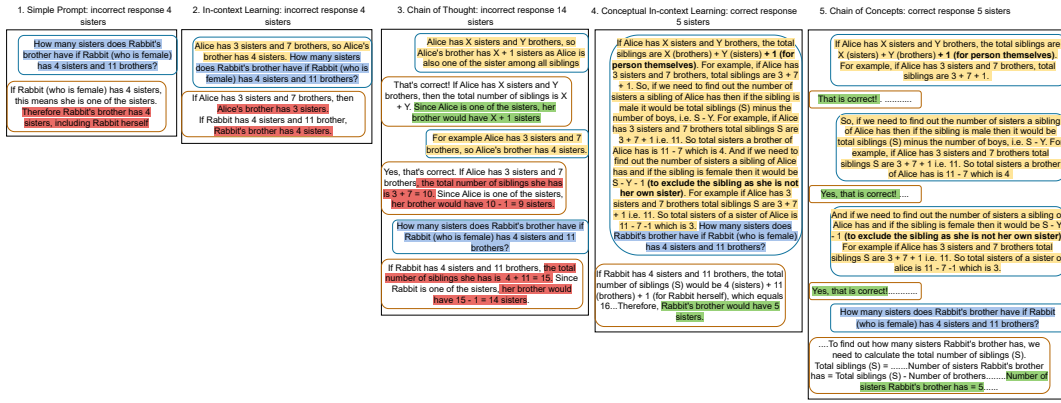 1. Simple Prompt: incorrect response 4
sisters
How many sisters does Rabbit's
brother have if Rabbit (who is female)
has 4 sisters and 11 brothers?
If Rabbit (who is female) has 4 sisters,
this means she is one of the sisters.
Therefore Rabbit's brother has 4
sisters, including Rabbit herself
2. In-context Learning: incorrect response 4
sisters
Alice has 3 sisters and 7 brothers, so Alice's
brother has 4 sisters. How many sisters
does Rabbit's brother have if Rabbit (who is
female) has 4 sisters and 11 brothers?
If Alice has 3 sisters and 7 brothers, then
Alice's brother has 3 sisters.
If Rabbit has 4 sisters and 11 brother,
Rabbit's brother has 4 sisters.
3. Chain of Thought: incorrect response 14
sisters
Alice has X sisters and Y brothers, so
Alice's brother has X + 1 sisters as Alice is
also one of the sister among all siblings
That's correct! If Alice has X sisters and Y
brothers, then the total number of siblings is X
+ Y. Since Alice is one of the sisters, her
brother would have X + 1 sisters
For example Alice has 3 sisters and 7
brothers, so Alice's brother has 4 sisters.
Yes, that's correct. If Alice has 3 sisters and 7
brothers, the total number of siblings she has
is 3 + 7 = 10. Since Alice is one of the sisters,
her brother would have 10 - 1 = 9 sisters.
How many sisters does Rabbit's brother have if
Rabbit (who is female) has 4 sisters and 11
brothers?
If Rabbit has 4 sisters and 11 brothers, the total
number of siblings she has is 4 + 11 = 15. Since
Rabbit is one of the sisters, her brother would
have 15 - 1 = 14 sisters.
4. Conceptual In-context Learning: correct response
5 sisters
If Alice has X sisters and Y brothers, the total
siblings are X (brothers) + Y (sisters) + 1 (for
person themselves). For example, if Alice has
3 sisters and 7 brothers, total siblings are 3 + 7
+ 1. So, if we need to find out the number of
sisters a sibling of Alice has then if the sibling is
male it would be total siblings (S) minus the
number of boys, i.e. S - Y. For example, if Alice
has 3 sisters and 7 brothers total siblings S are
3 + 7 + 1 i.e. 11. So total sisters a brother of
Alice has is 11 - 7 which is 4. And if we need to
find out the number of sisters a sibling of Alice has
and if the sibling is female then it would be
S - Y - 1 (to exclude the sibling as she is not
her own sister). For example if Alice has 3
sisters and 7 brothers total siblings S are 3 + 7
+ 1 i.e. 11. So total sisters of a sister of Alice is
11 - 7 -1 which is 3. How many sisters does
Rabbit's brother have if Rabbit (who is female)
has 4 sisters and 11 brothers?
If Rabbit has 4 sisters and 11 brothers, the total
number of siblings (S) would be 4 (sisters) + 11
(brothers) + 1 (for Rabbit herself), which equals
16...Therefore, Rabbit's brother would have 5
sisters.
5. Chain of Concepts: correct response 5 sisters
If Alice has X sisters and Y brothers, the total siblings are
X (sisters) + Y (brothers) + 1 (for person themselves).
For example, if Alice has 3 sisters and 7 brothers, total
siblings are 3 + 7 + 1.
That is correct! . ...........
So, if we need to find out the number of sisters a sibling
of Alice has then if the sibling is male then it would be
total siblings (S) minus the number of boys, i.e. S - Y. For
example, if Alice has 3 sisters and 7 brothers total
siblings S are 3 + 7 + 1 i.e. 11. So total sisters a brother
of Alice has is 11 - 7 which is 4
Yes, that is correct!....
And if we need to find out the number of sisters a sibling of
Alice has and if the sibling is female then it would be S - Y
- 1 (to exclude the sibling as she is not her own sister).
For example if Alice has 3 sisters and 7 brothers total
siblings S are 3 + 7 + 1 i.e. 11. So total sisters of a sister of
alice is 11 - 7 -1 which is 3.
Yes, that is correct!...........
How many sisters does Rabbit's brother have if Rabbit
(who is female) has 4 sisters and 11 brothers?
....To find out how many sisters Rabbit's brother has, we
need to calculate the total number of siblings (S).
Total siblings (S) = .......Number of sisters Rabbit's brother
has = Total siblings (S) - Number of brothers........Number of
sisters Rabbit's brother has = 5......